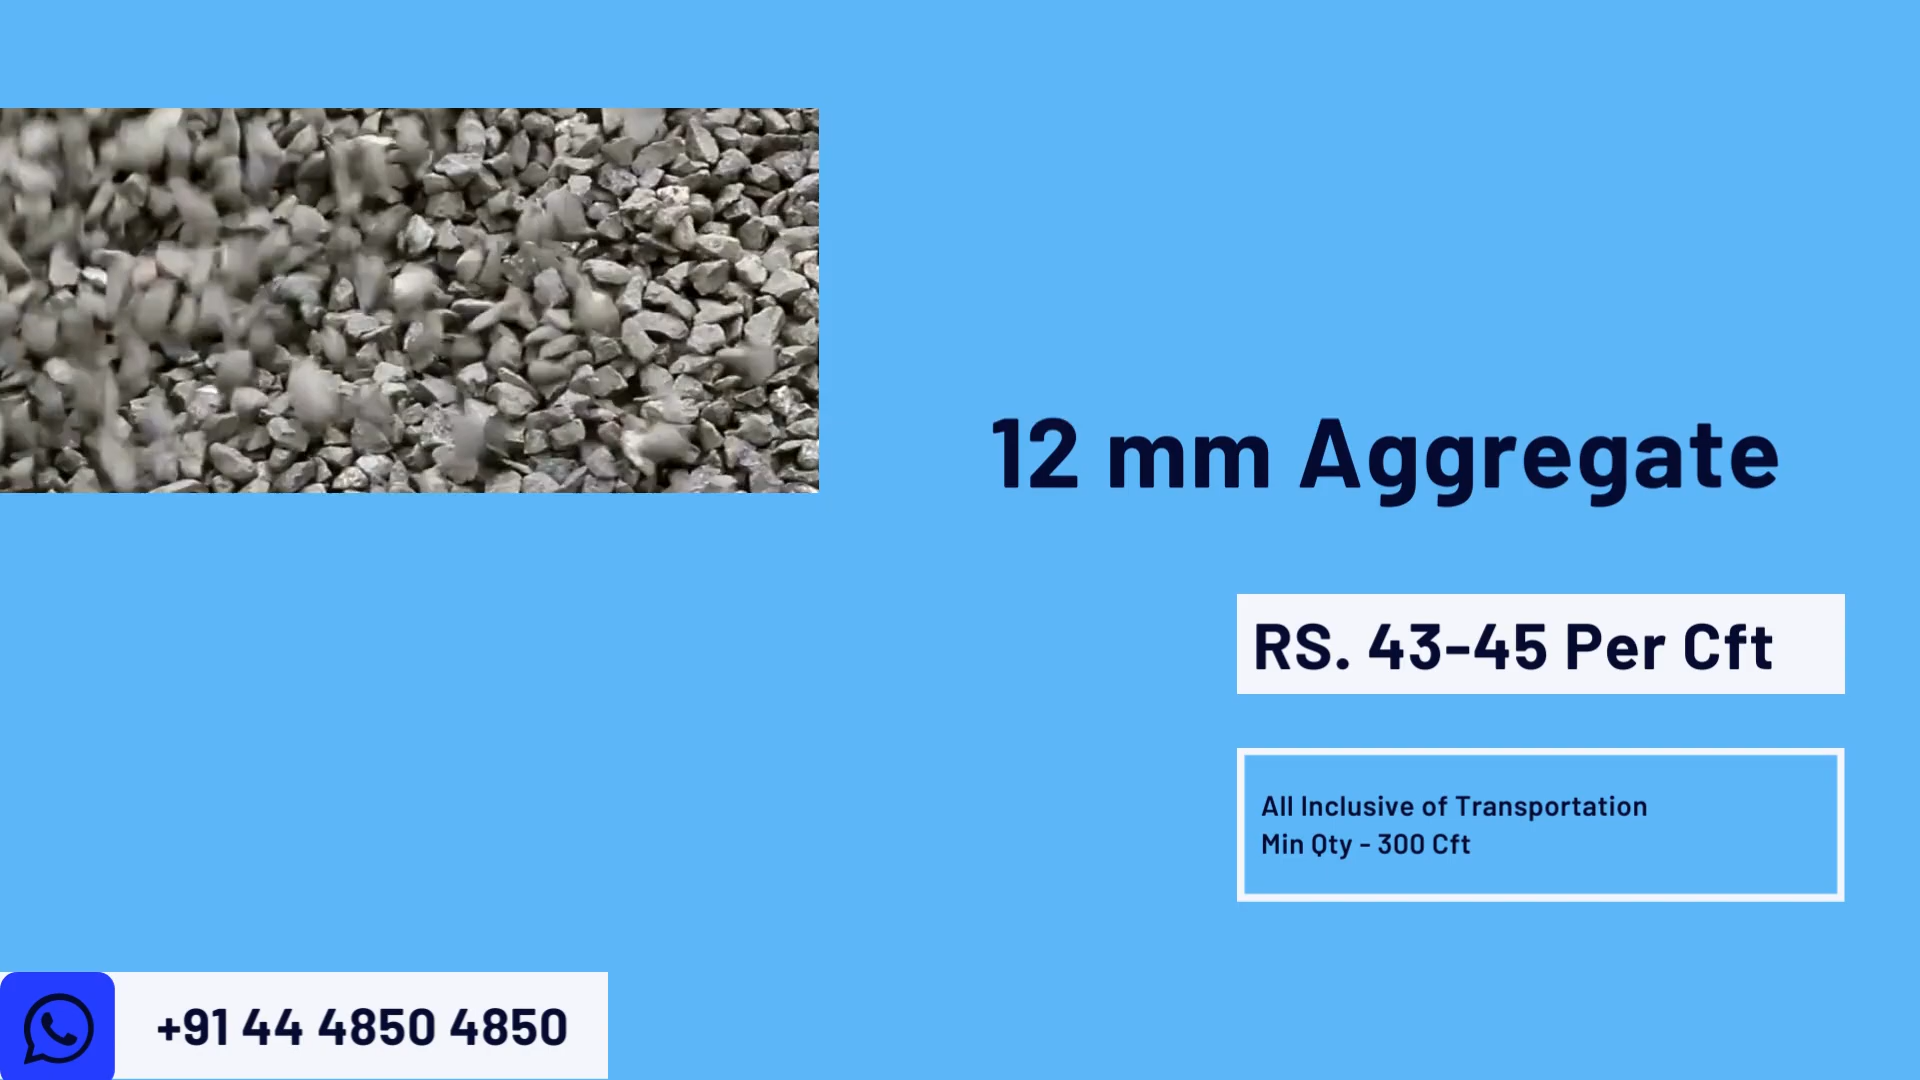 12 mm Aggregate
RS. 43-45 Per Cft
All Inclusive of Transportation
Min Qty - 300 Cft
+91 44 4850 4850